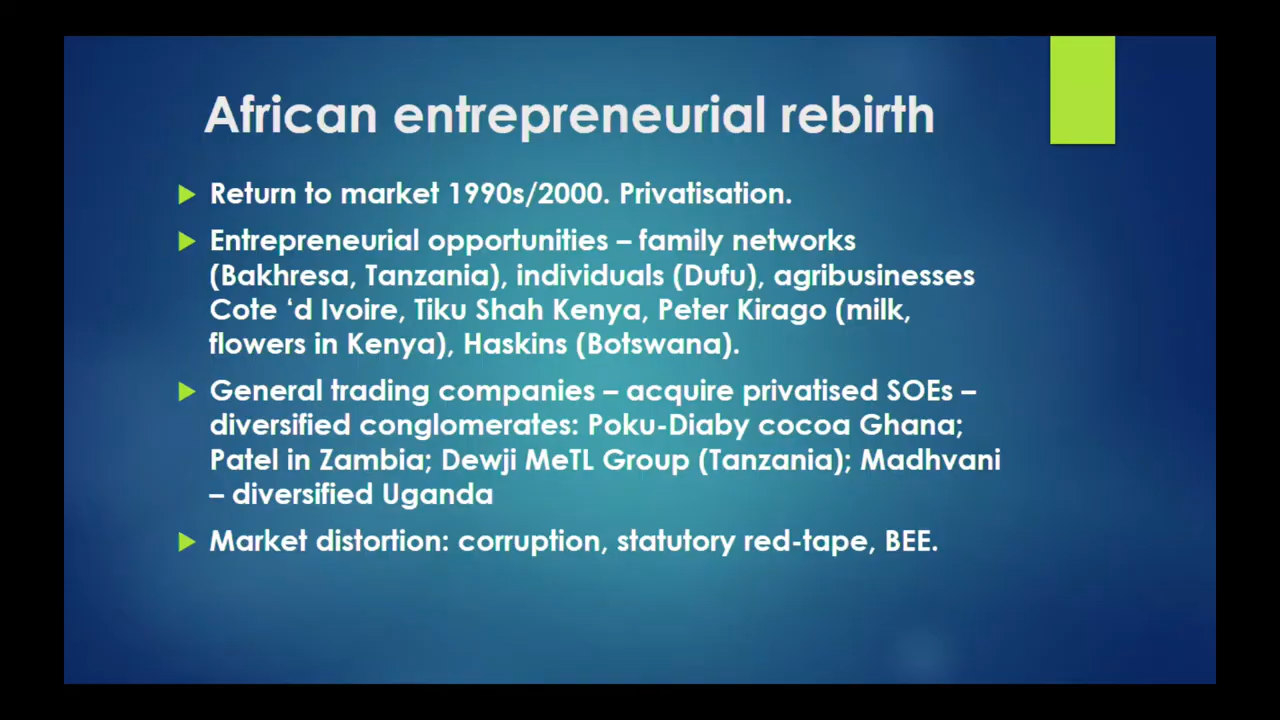 African entrepreneurial rebirth
Return to market 1990s/2000. Privatisation.
Entrepreneurial opportunities – family networks
(Bakhresa, Tanzania), individuals (Dufu), agribusinesses
Cote ‘d Ivoire, Tiku Shah Kenya, Peter Kirago (milk,
flowers in Kenya), Haskins (Botswana).
General trading companies – acquire privatised SOEs –
diversified conglomerates: Poku-Diaby cocoa Ghana;
Patel in Zambia; Dewji MeTL Group (Tanzania); Madhvani
– diversified Uganda
Market distortion: corruption, statutory red-tape, BEE.